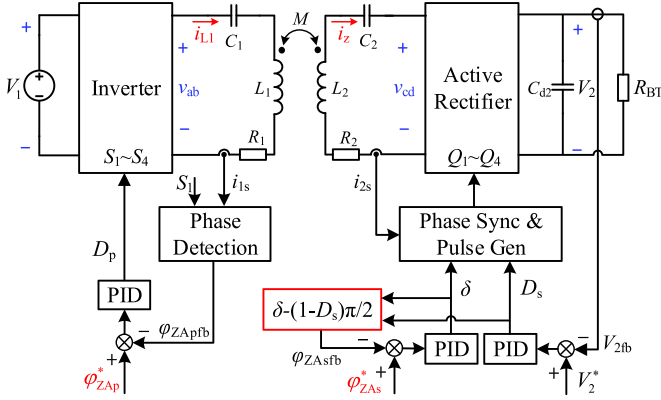 i_L1
C_1
M
i_z
C_2
+
+
+
+
V_1
Inverter
v_ab
L_1
L_2
v_cd
Active
Rectifier
C_d2
V_2
R_BT
−
−
R_1
R_2
−
−
S_1~S_4
Q_1~Q_4
S_1
i_1s
i_2s
D_p
Phase
Detection
Phase Sync &
Pulse Gen
δ
D_s
PID
δ-(1-D_s)π/2
−
φ_ZApfb
+
φ_ZAsfb
−
PID
PID
−
V_2fb
+
+
φ*_ZAp
φ*_ZAs
V_2^*